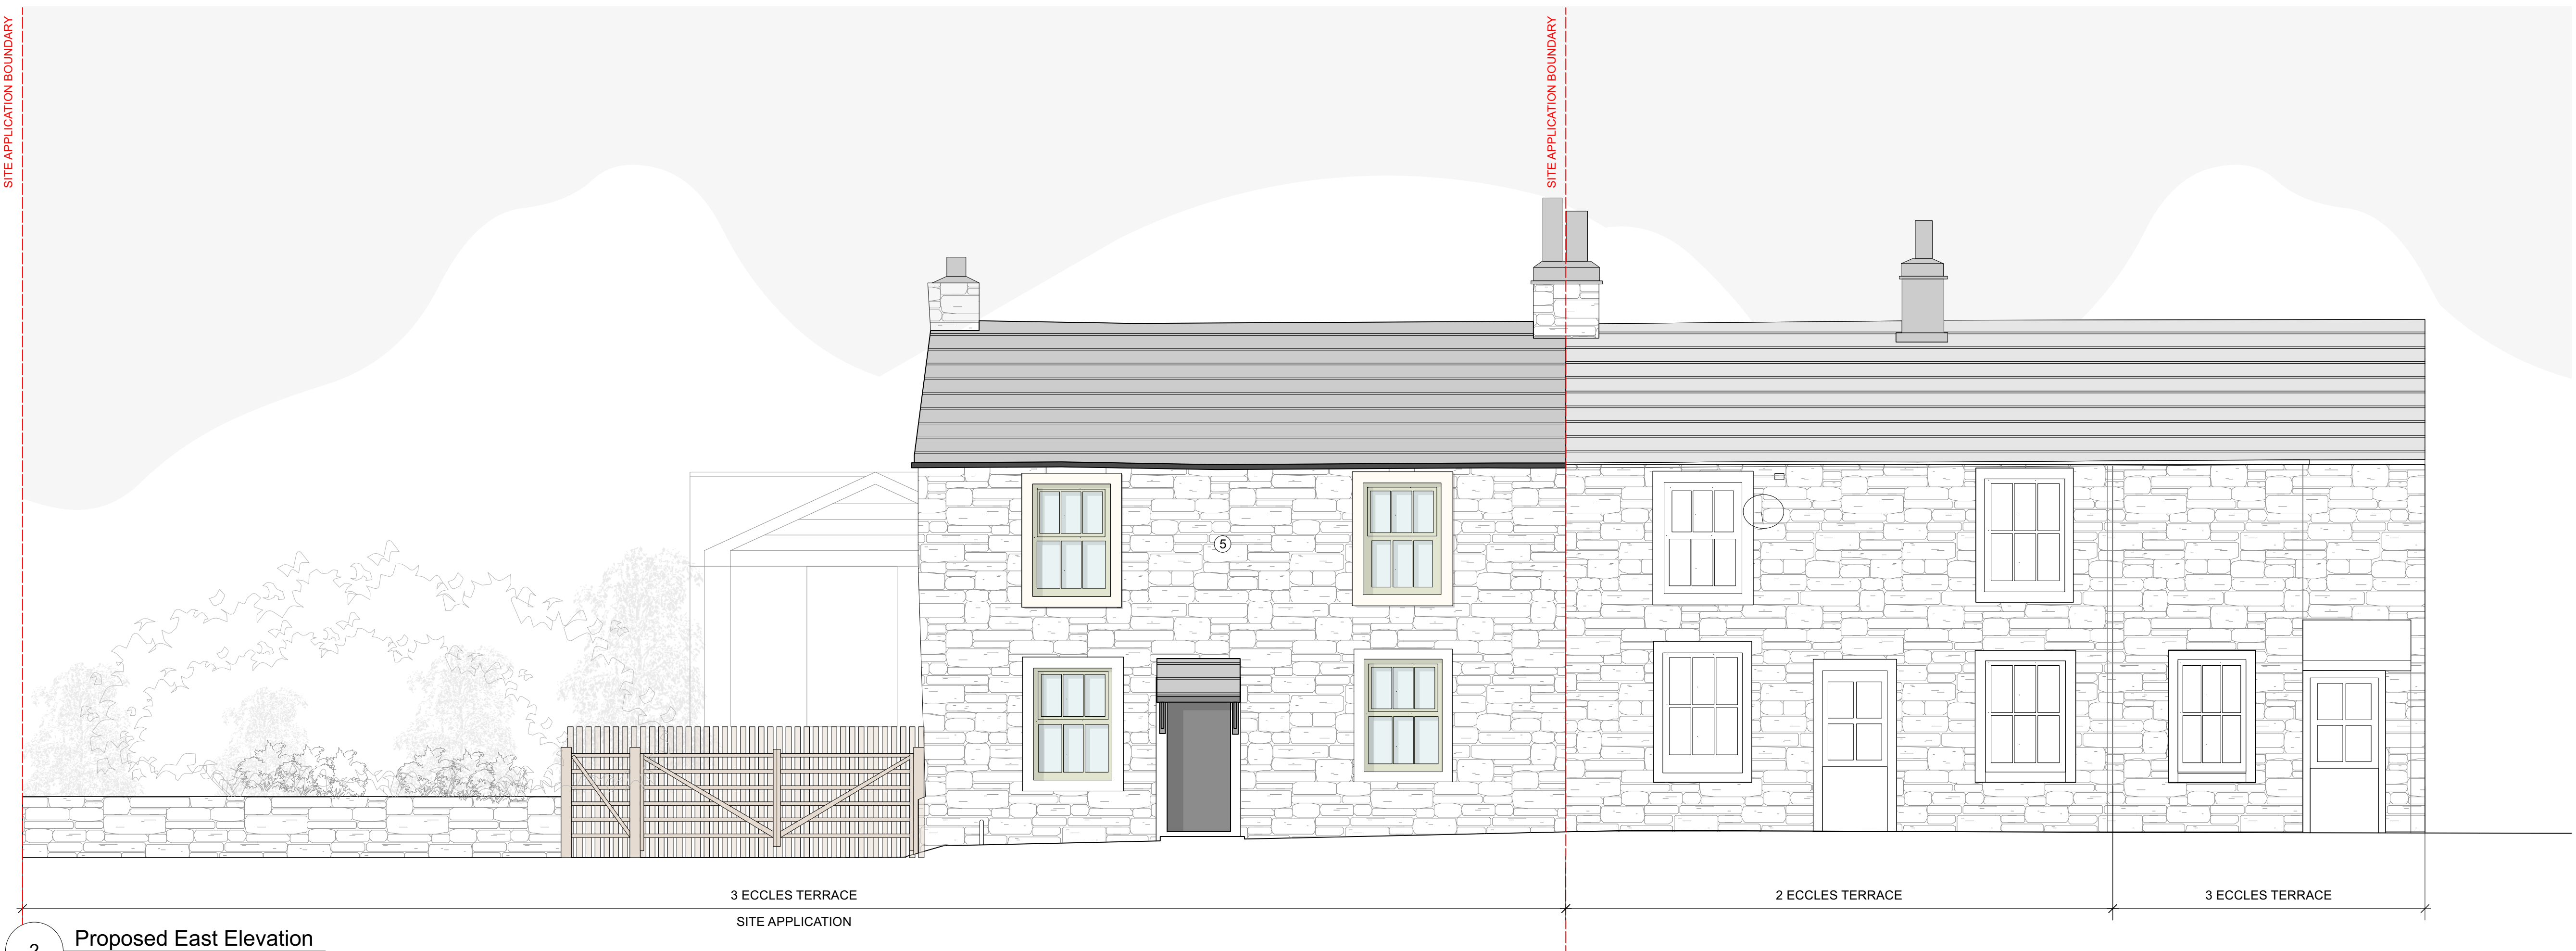 SITE APPLICATION BOUNDARY
SITE APPLICATION BOUNDARY
5
3 ECCLES TERRACE
2 ECCLES TERRACE
3 ECCLES TERRACE
SITE APPLICATION
2
Proposed East Elevation